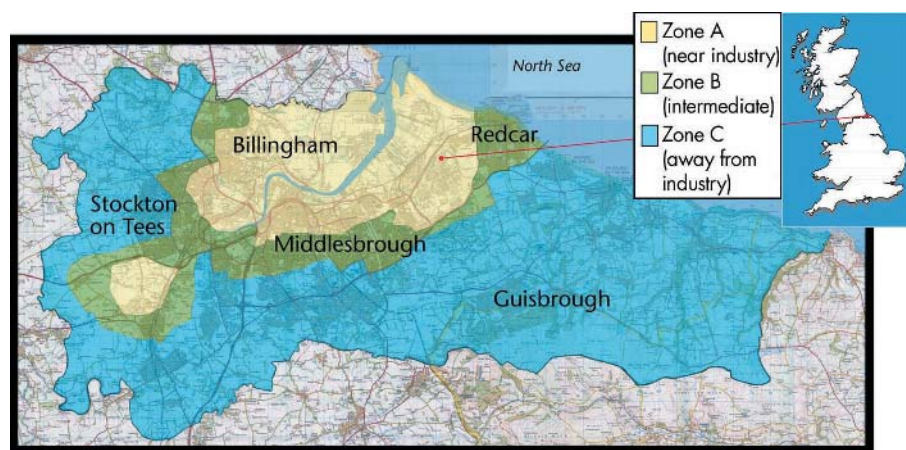 Zone A
(near industry)
Zone B
(intermediate)
Zone C
(away from
industry)
North Sea
Billingham
Redcar
Stockton
on Tees
Middlesbrough
Guisbrough